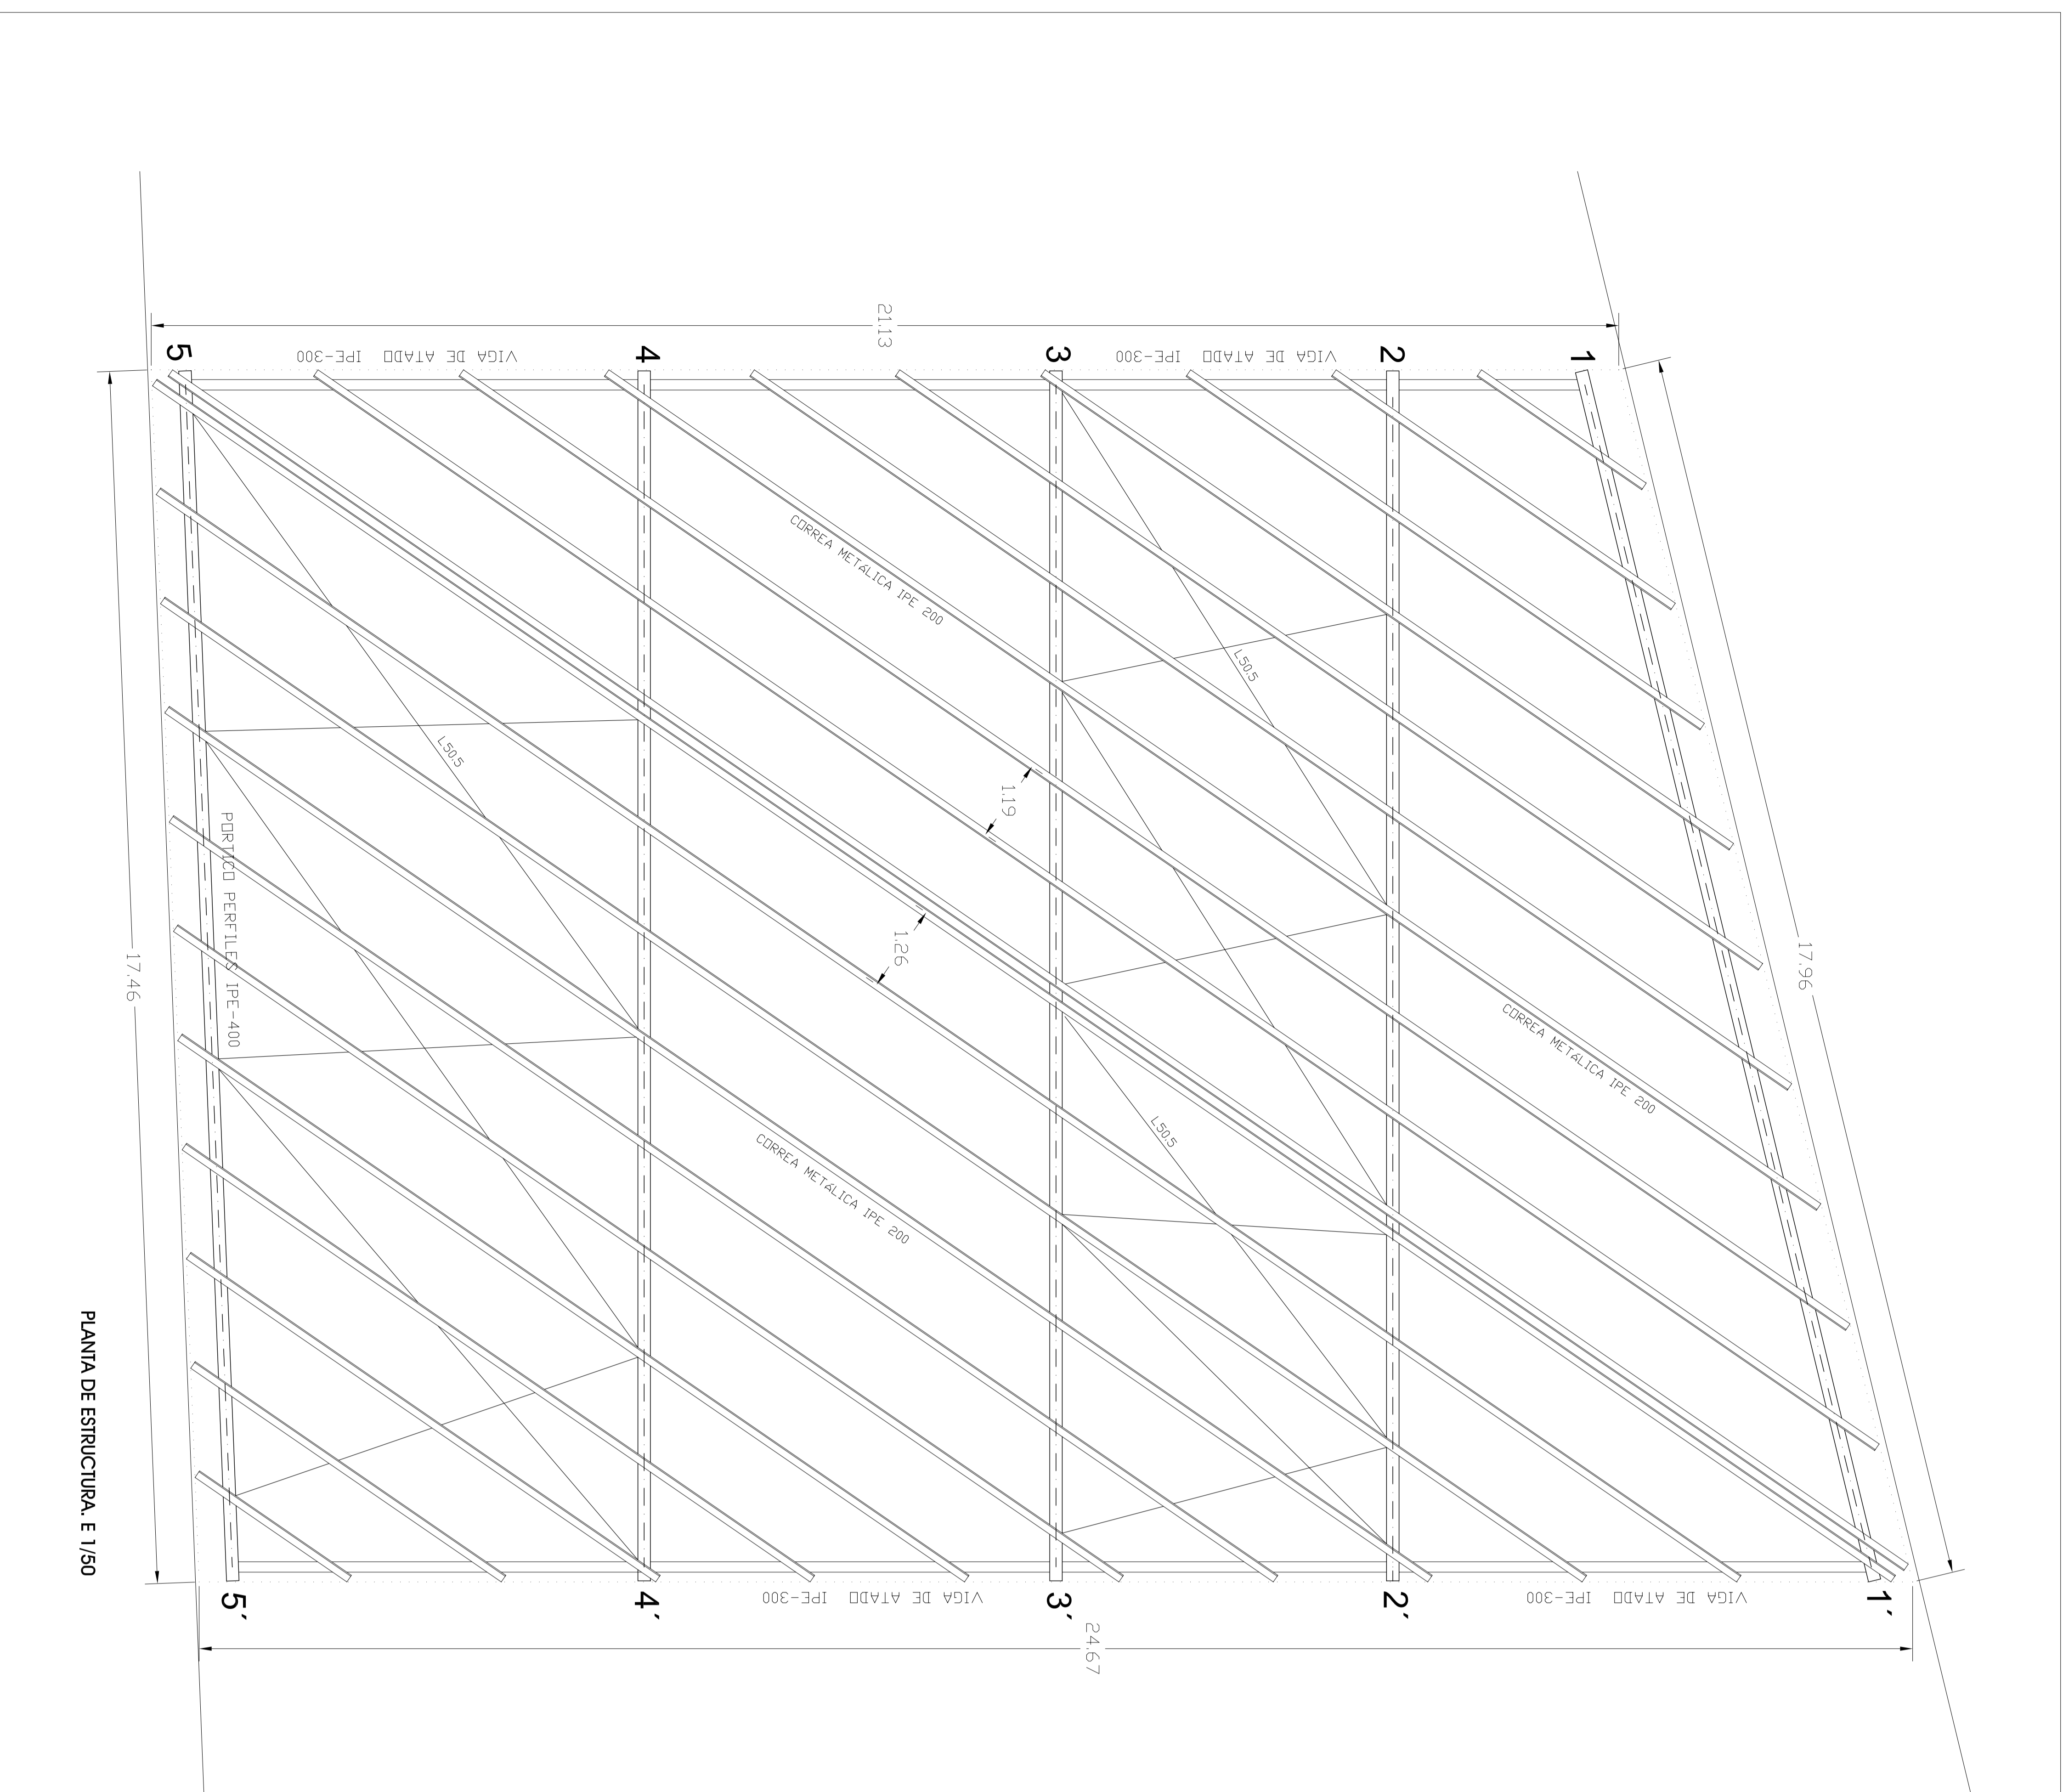 21.13
5
4
3
2
1
VIGA DE ATADO IPE-300
VIGA DE ATADO IPE-300
CORREA METáLICA IPE 200
L50.5
L50.5
1.19
PORTICO PERFILES IPE-400
1.26
17.46
17.96
CORREA METáLICA IPE 200
L50.5
CORREA METáLICA IPE 200
PLANTA DE ESTRUCTURA. E 1/50
VIGA DE ATADO IPE-300
VIGA DE ATADO IPE-300
5´
4´
3´
2´
1´
24.67